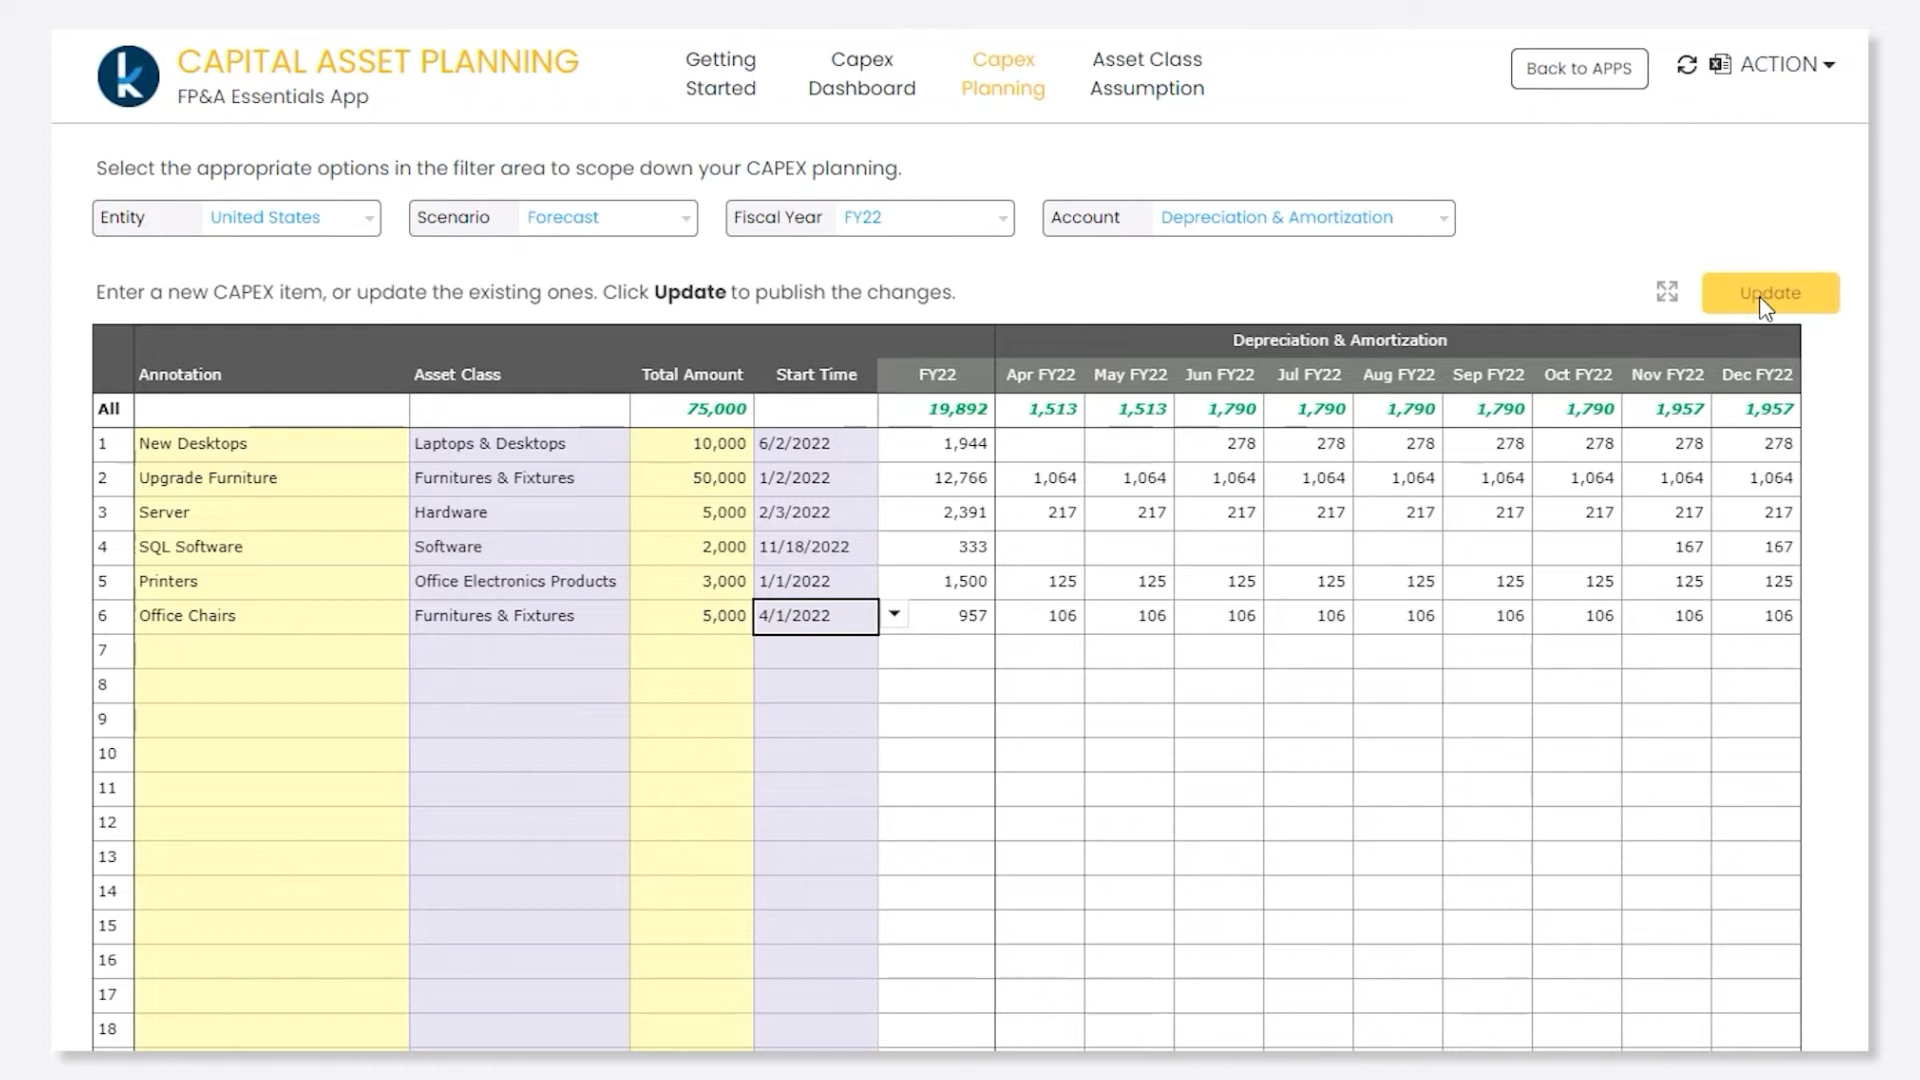 CAPITAL ASSET PLANNING
FP&A Essentials App
Getting Started
Capex Dashboard
Capex Planning
Asset Class Assumption
Back to APPS
ACTION
Select the appropriate options in the filter area to scope down your CAPEX planning.
Entity United States
Scenario Forecast
Fiscal Year FY22
Account Depreciation & Amortization
Enter a new CAPEX item, or update the existing ones. Click Update to publish the changes.
Update
Depreciation & Amortization
Annotation Asset Class Total Amount Start Time FY22 Apr FY22 May FY22 Jun FY22 Jul FY22 Aug FY22 Sep FY22 Oct FY22 Nov FY22 Dec FY22
All 75,000 19,892 1,513 1,513 1,790 1,790 1,790 1,790 1,790 1,957 1,957
1 New Desktops Laptops & Desktops 10,000 6/2/2022 1,944 278 278 278 278 278 278 278
2 Upgrade Furniture Furnitures & Fixtures 50,000 1/2/2022 12,766 1,064 1,064 1,064 1,064 1,064 1,064 1,064 1,064 1,064
3 Server Hardware 5,000 2/3/2022 2,391 217 217 217 217 217 217 217 217 217
4 SQL Software Software 2,000 11/18/2022 333 167 167
5 Printers Office Electronics Products 3,000 1/1/2022 1,500 125 125 125 125 125 125 125 125 125
6 Office Chairs Furnitures & Fixtures 5,000 4/1/2022 957 106 106 106 106 106 106 106 106 106
7
8
9
10
11
12
13
14
15
16
17
18